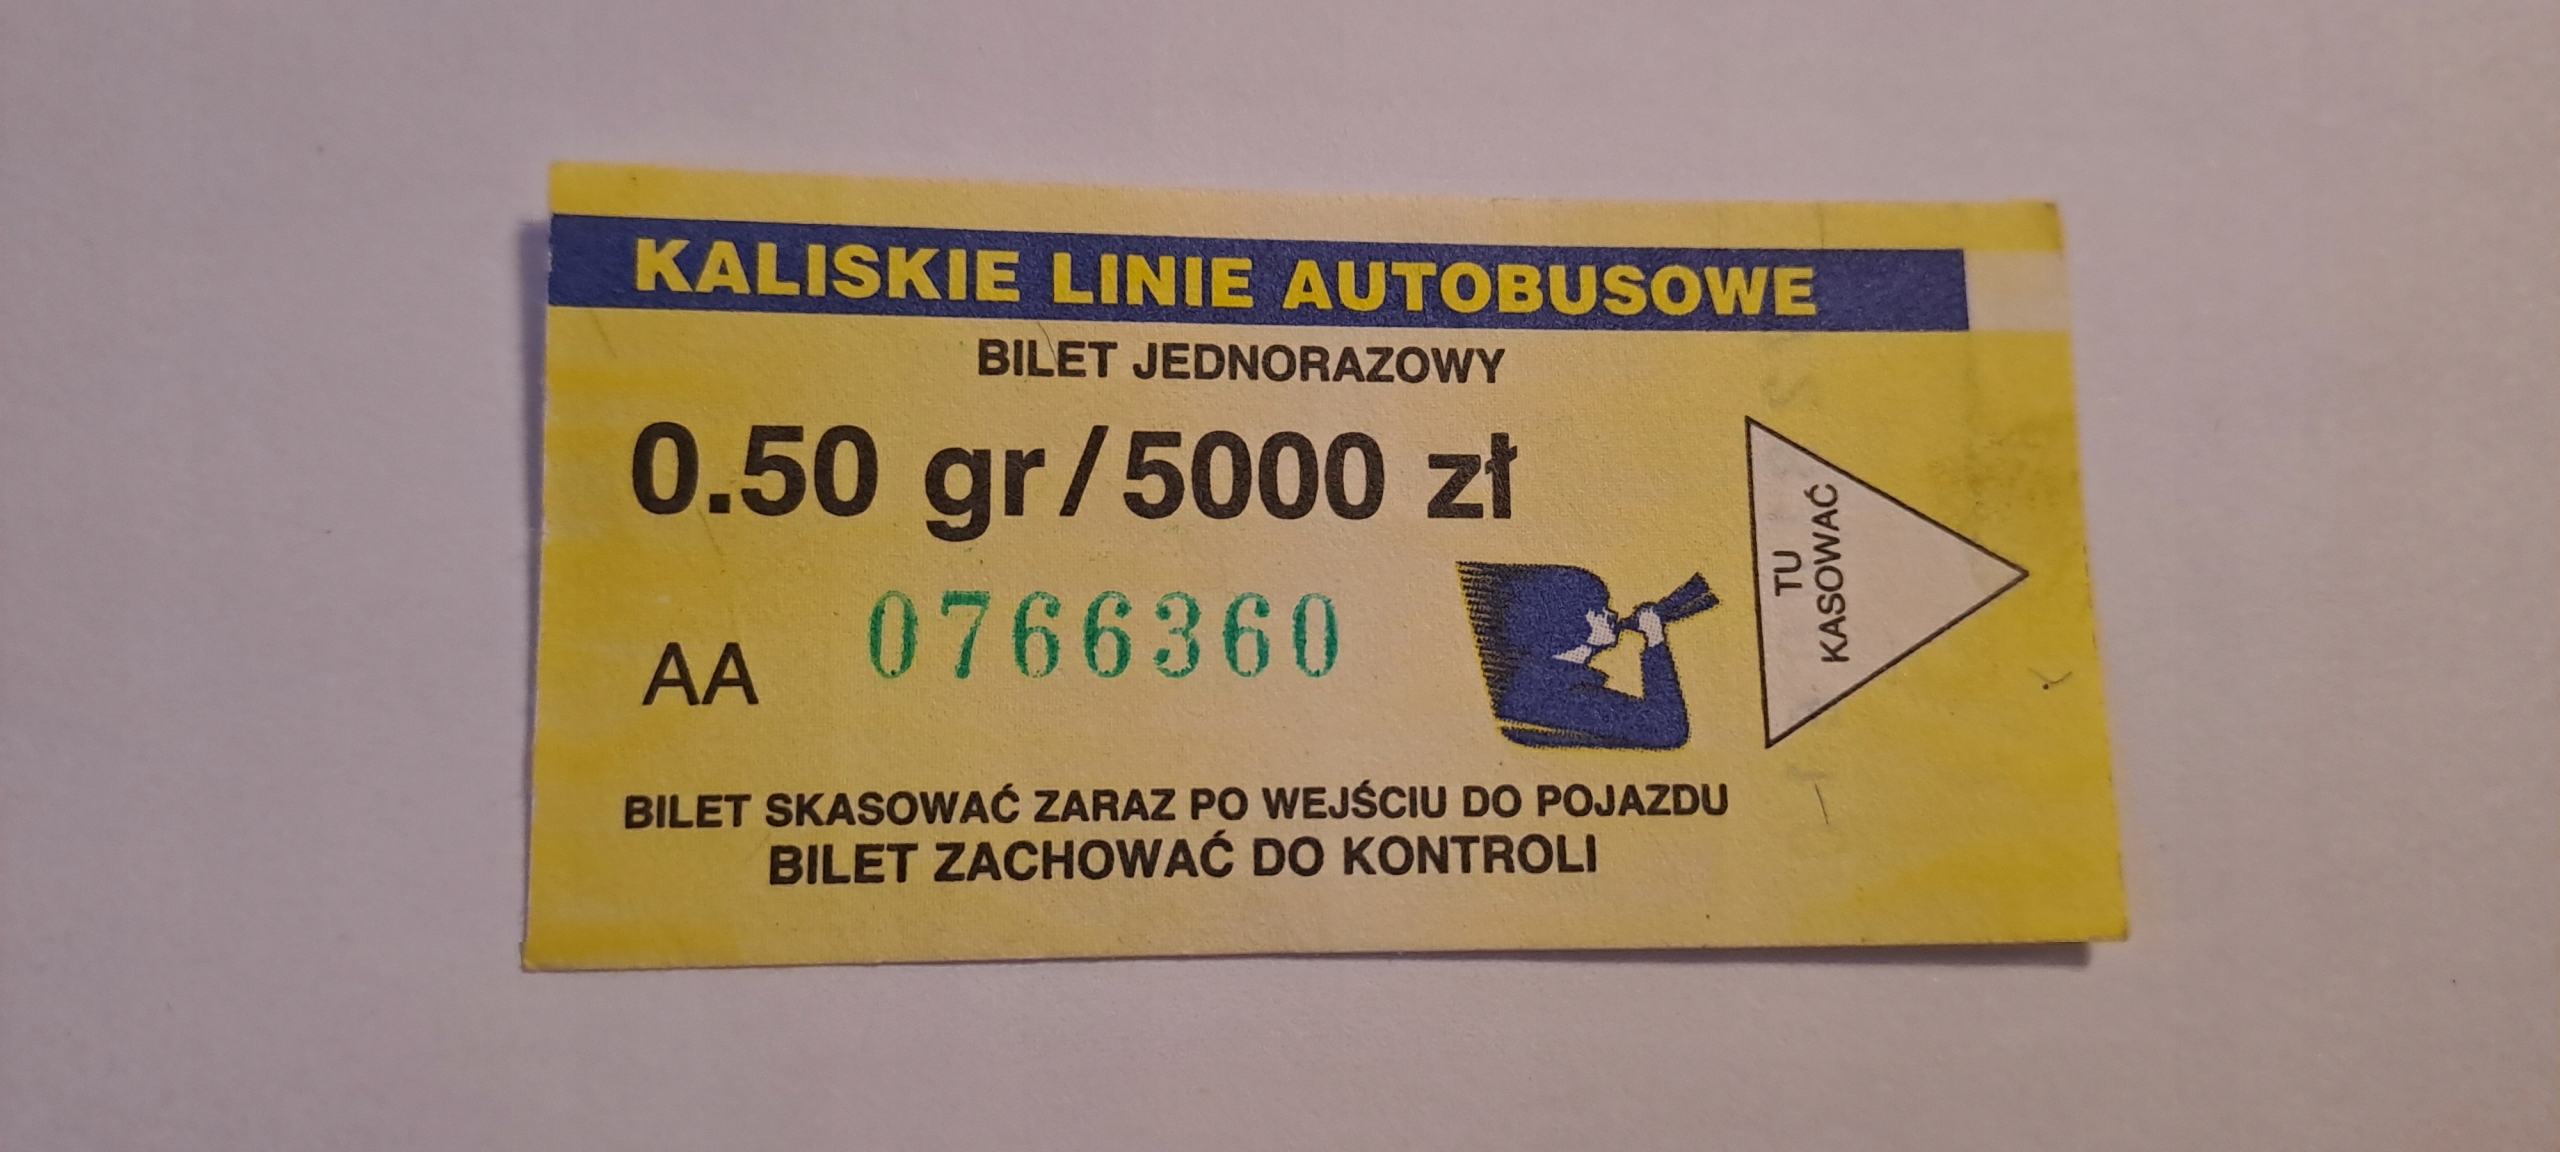 KALISKIE LINIE AUTOBUSOWE
BILET JEDNORAZOWY
0.50 gr/5000 zł
TU
KASOWAĆ
AA 0766360
BILET SKASOWAĆ ZARAZ PO WEJŚCIU DO POJAZDU
BILET ZACHOWAĆ DO KONTROLI